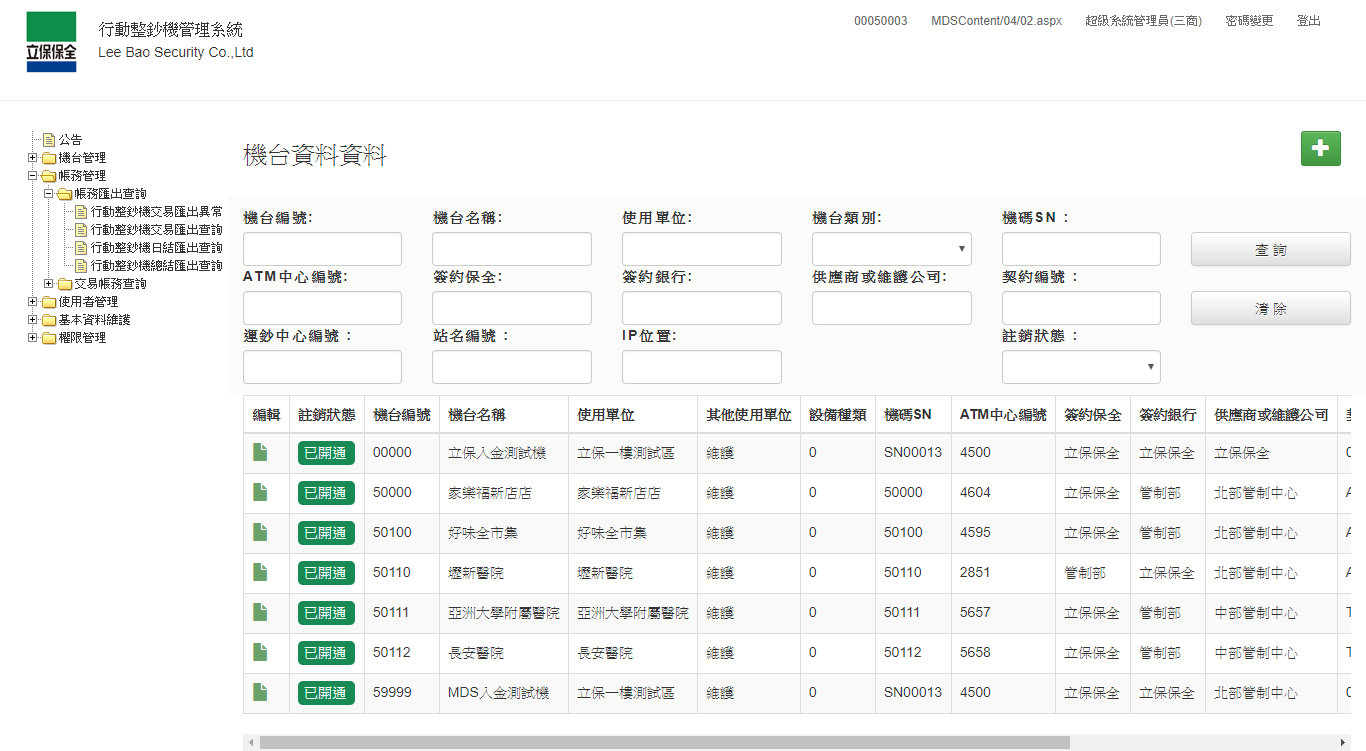 立保保全
行動整鈔機管理系統
Lee Bao Security Co.,Ltd
00050003 MDSContent/04/02.aspx 超級系統管理員(三商) 密碼變更 登出
公告
機台管理
帳務管理
帳務匯出查詢
行動整鈔機交易匯出異常
行動整鈔機交易匯出查詢
行動整鈔機日結匯出查詢
行動整鈔機總結匯出查詢
交易帳務查詢
使用者管理
基本資料維護
權限管理
機台資料資料
機台編號: 機台名稱: 使用單位: 機台類別: 機碼SN：
查詢
ATM中心編號: 簽約保全: 簽約銀行: 供應商或維護公司: 契約編號：
清除
運鈔中心編號： 站名編號： IP位置: 註銷狀態：
編輯 註銷狀態 機台編號 機台名稱 使用單位 其他使用單位 設備種類 機碼SN ATM中心編號 簽約保全 簽約銀行 供應商或維護公司
已開通 00000 立保入金測試機 立保一樓測試區 維護 0 SN00013 4500 立保保全 立保保全 立保保全
已開通 50000 家樂福新店店 家樂福新店店 維護 0 50000 4604 立保保全 管制部 北部管制中心
已開通 50100 好味全市集 好味全市集 維護 0 50100 4595 立保保全 管制部 北部管制中心
已開通 50110 壢新醫院 壢新醫院 維護 0 50110 2851 管制部 立保保全 北部管制中心
已開通 50111 亞洲大學附屬醫院 亞洲大學附屬醫院 維護 0 50111 5657 立保保全 管制部 中部管制中心
已開通 50112 長安醫院 長安醫院 維護 0 50112 5658 立保保全 管制部 中部管制中心
已開通 59999 MDS入金測試機 立保一樓測試區 維護 0 SN00013 4500 立保保全 立保保全 北部管制中心